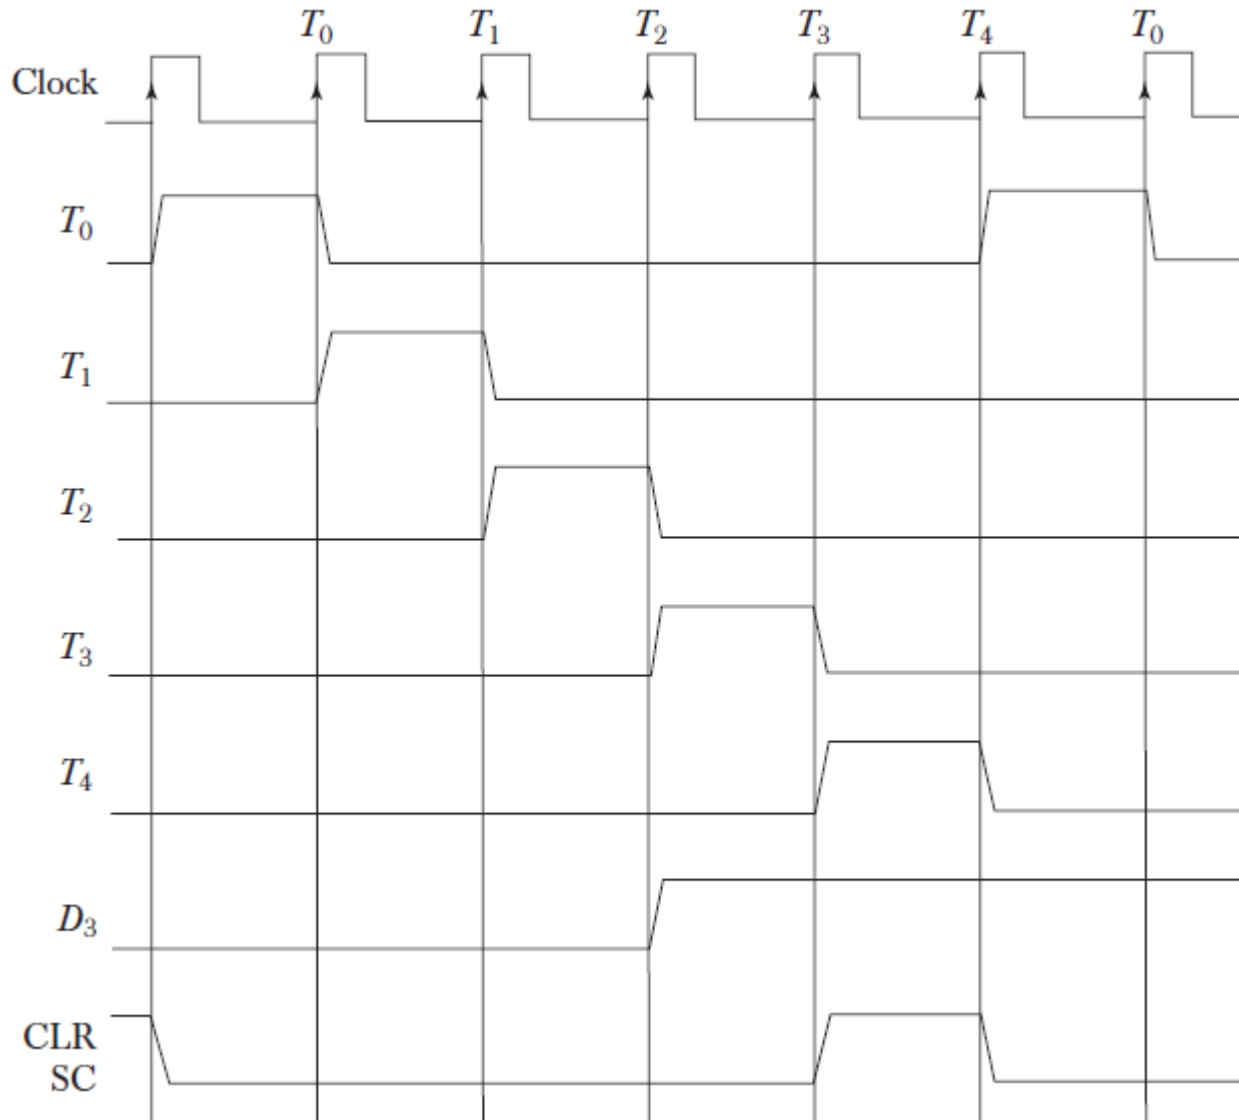 T₀ T₁ T₂ T₃ T₄ T₀
Clock
T₀
T₁
T₂
T₃
T₄
D₃
CLR
SC